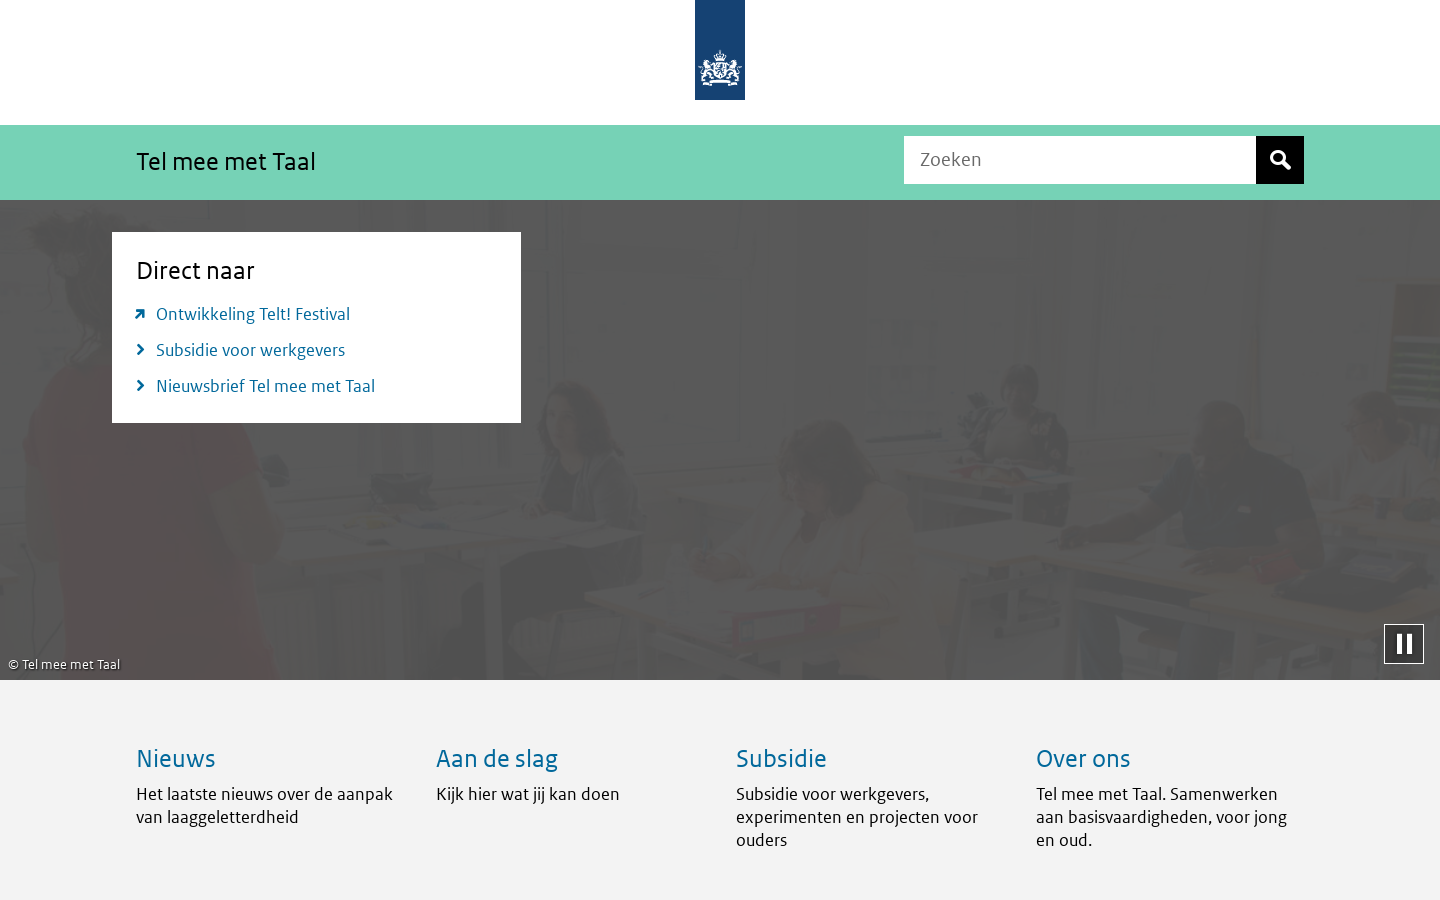 Tel mee met Taal
Zoeken
Direct naar
Ontwikkeling Telt! Festival
Subsidie voor werkgevers
Nieuwsbrief Tel mee met Taal
© Tel mee met Taal
Nieuws
Het laatste nieuws over de aanpak
van laaggeletterdheid
Aan de slag
Kijk hier wat jij kan doen
Subsidie
Subsidie voor werkgevers,
experimenten en projecten voor
ouders
Over ons
Tel mee met Taal. Samenwerken
aan basisvaardigheden, voor jong
en oud.